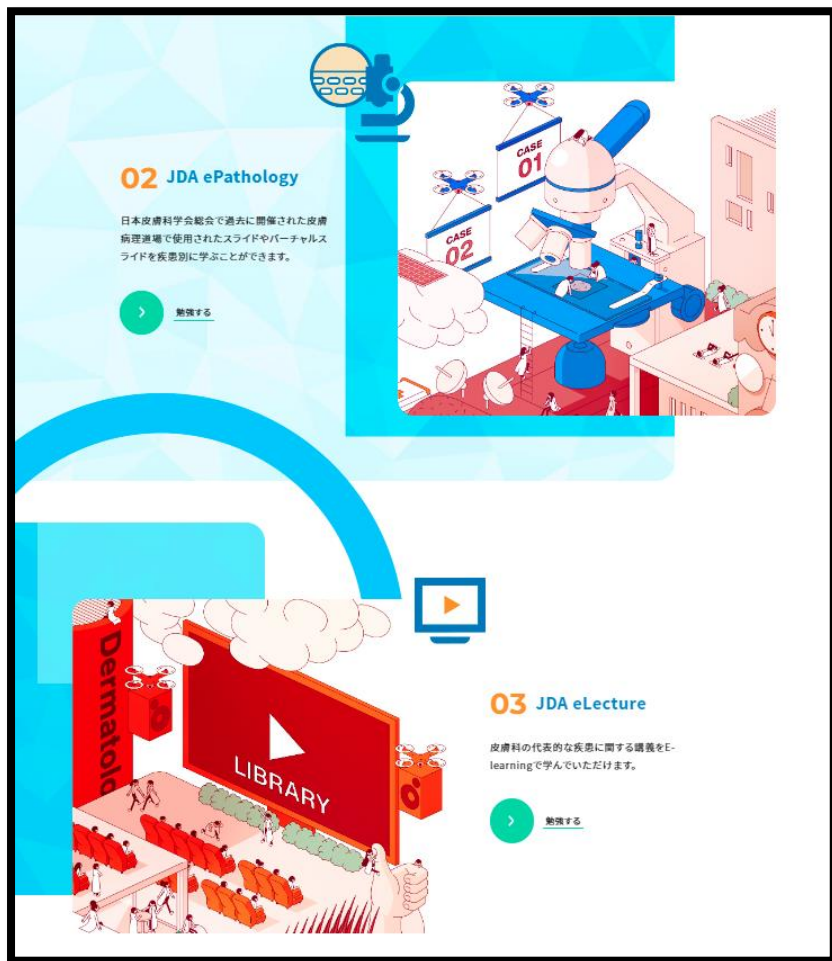 02 JDA ePathology
日本皮膚科学会総会で過去に開催された皮膚
病理道場で使用されたスライドやバーチャルス
ライドを疾患別に学ぶことができます。
勉強する
CASE
01
CASE
02
Dermatolo
LIBRARY
03 JDA eLecture
皮膚科の代表的な疾患に関する講義をE-
learningで学んでいただけます。
勉強する